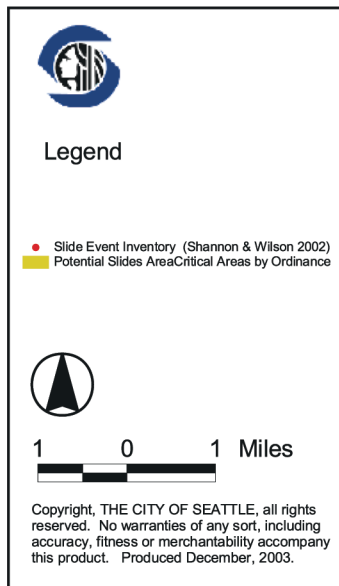 Legend
Slide Event Inventory (Shannon & Wilson 2002)
Potential Slides AreaCritical Areas by Ordinance
1 0 1 Miles
Copyright, THE CITY OF SEATTLE, all rights
reserved. No warranties of any sort, including
accuracy, fitness or merchantability accompany
this product. Produced December, 2003.